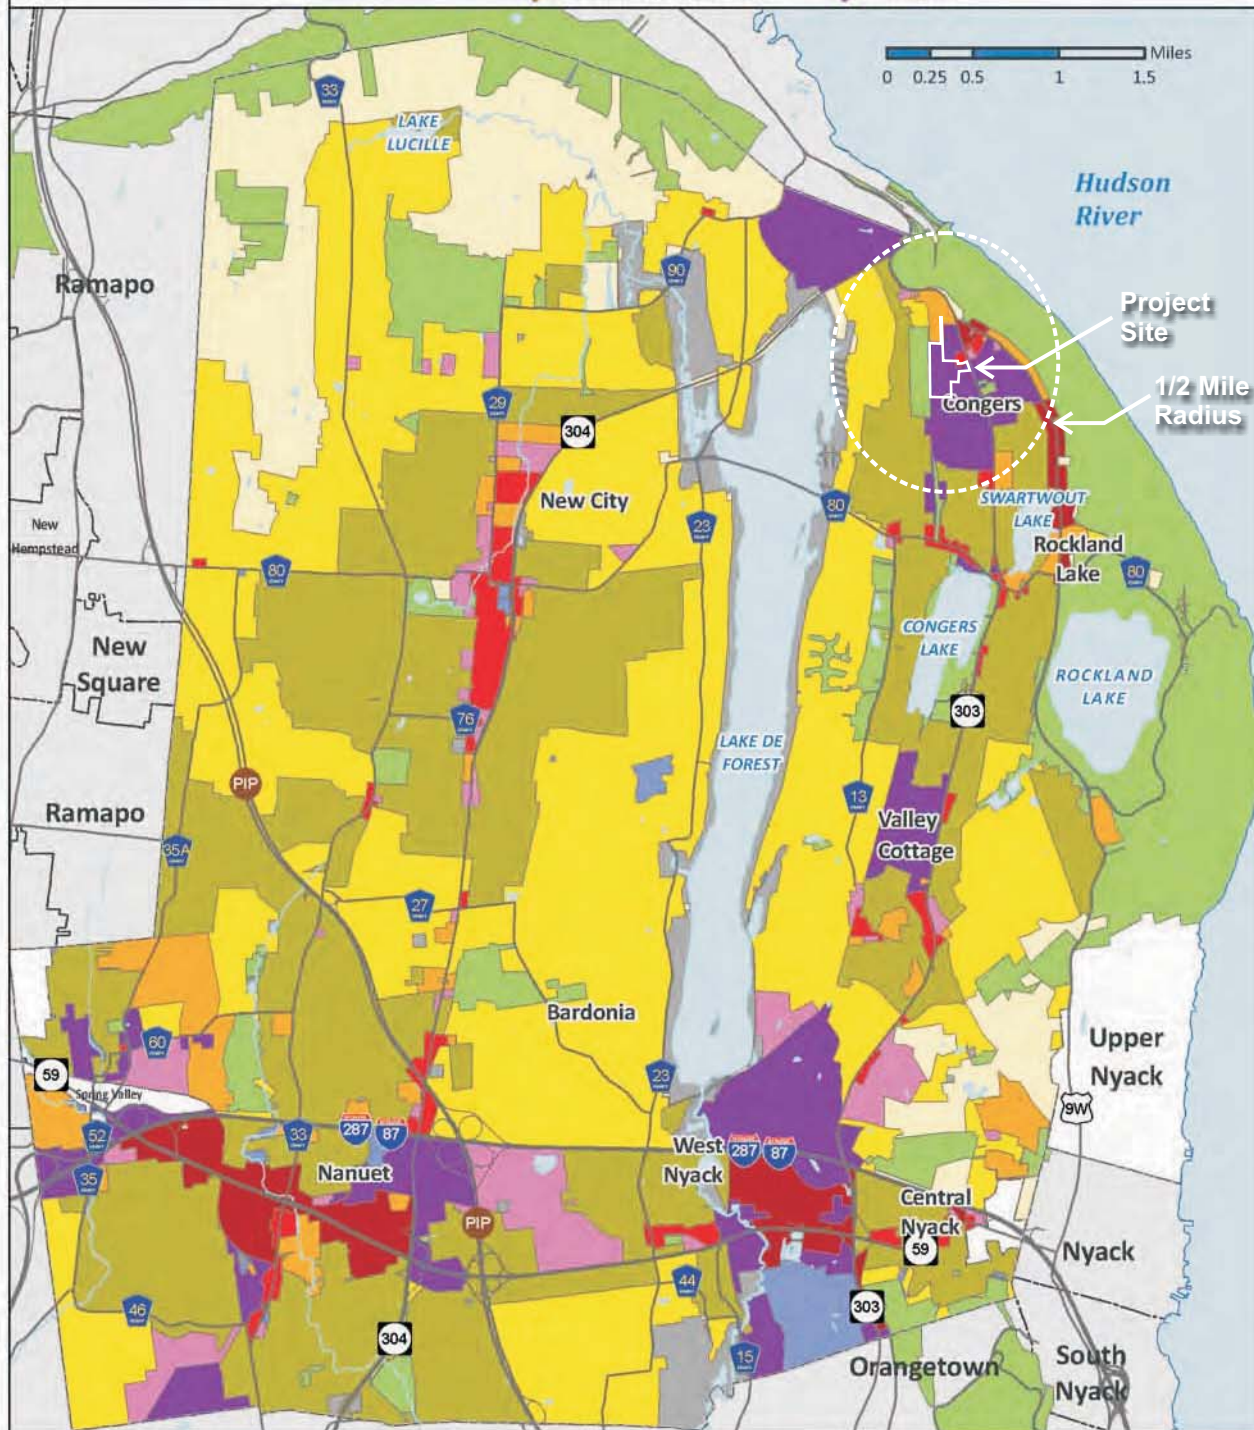 Miles
0 0.25 0.5 1 1.5
33
LAKE
LUCILLE
Hudson
River
Ramapo
90
Project
Site
1/2 Mile
Radius
Congers
29
304
New City
80
23
SWARTWOUT
LAKE
Rockland
Lake
80
New
Hempstead
80
New
Square
CONGERS
LAKE
ROCKLAND
LAKE
76
303
LAKE DE
FOREST
PIP
13
Ramapo
Valley
Cottage
35A
27
Bardonia
60
Upper
Nyack
59
Spring Valley
23
9W
52
33
287
87
West
Nyack
287
87
35
Nanuet
Central
Nyack
PIP
59
Nyack
44
46
303
304
15
Orangetown
South
Nyack